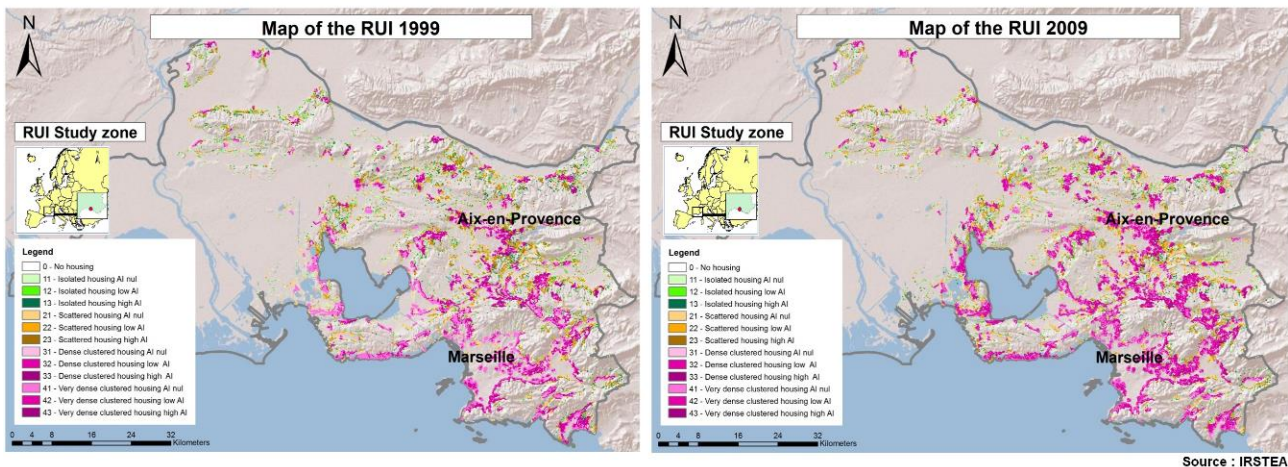 N
Map of the RUI 1999
RUI Study zone
Aix-en-Provence
Marseille
Legend
0 - No housing
11 - Isolated housing AI nul
12 - Isolated housing low AI
13 - Isolated housing high AI
21 - Scattered housing AI nul
22 - Scattered housing low AI
23 - Scattered housing high AI
31 - Dense clustered housing AI nul
32 - Dense clustered housing low AI
33 - Dense clustered housing high AI
41 - Very dense clustered housing AI nul
42 - Very dense clustered housing low AI
43 - Very dense clustered housing high AI
0 4 8 16 24 32
Kilometers
N
Map of the RUI 2009
RUI Study zone
Aix-en-Provence
Marseille
Legend
0 - No housing
11 - Isolated housing AI nul
12 - Isolated housing low AI
13 - Isolated housing high AI
21 - Scattered housing AI nul
22 - Scattered housing low AI
23 - Scattered housing high AI
31 - Dense clustered housing AI nul
32 - Dense clustered housing low AI
33 - Dense clustered housing high AI
41 - Very dense clustered housing AI nul
42 - Very dense clustered housing low AI
43 - Very dense clustered housing high AI
0 2 4 8 16 24 32
Kilometers
Source : IRSTEA